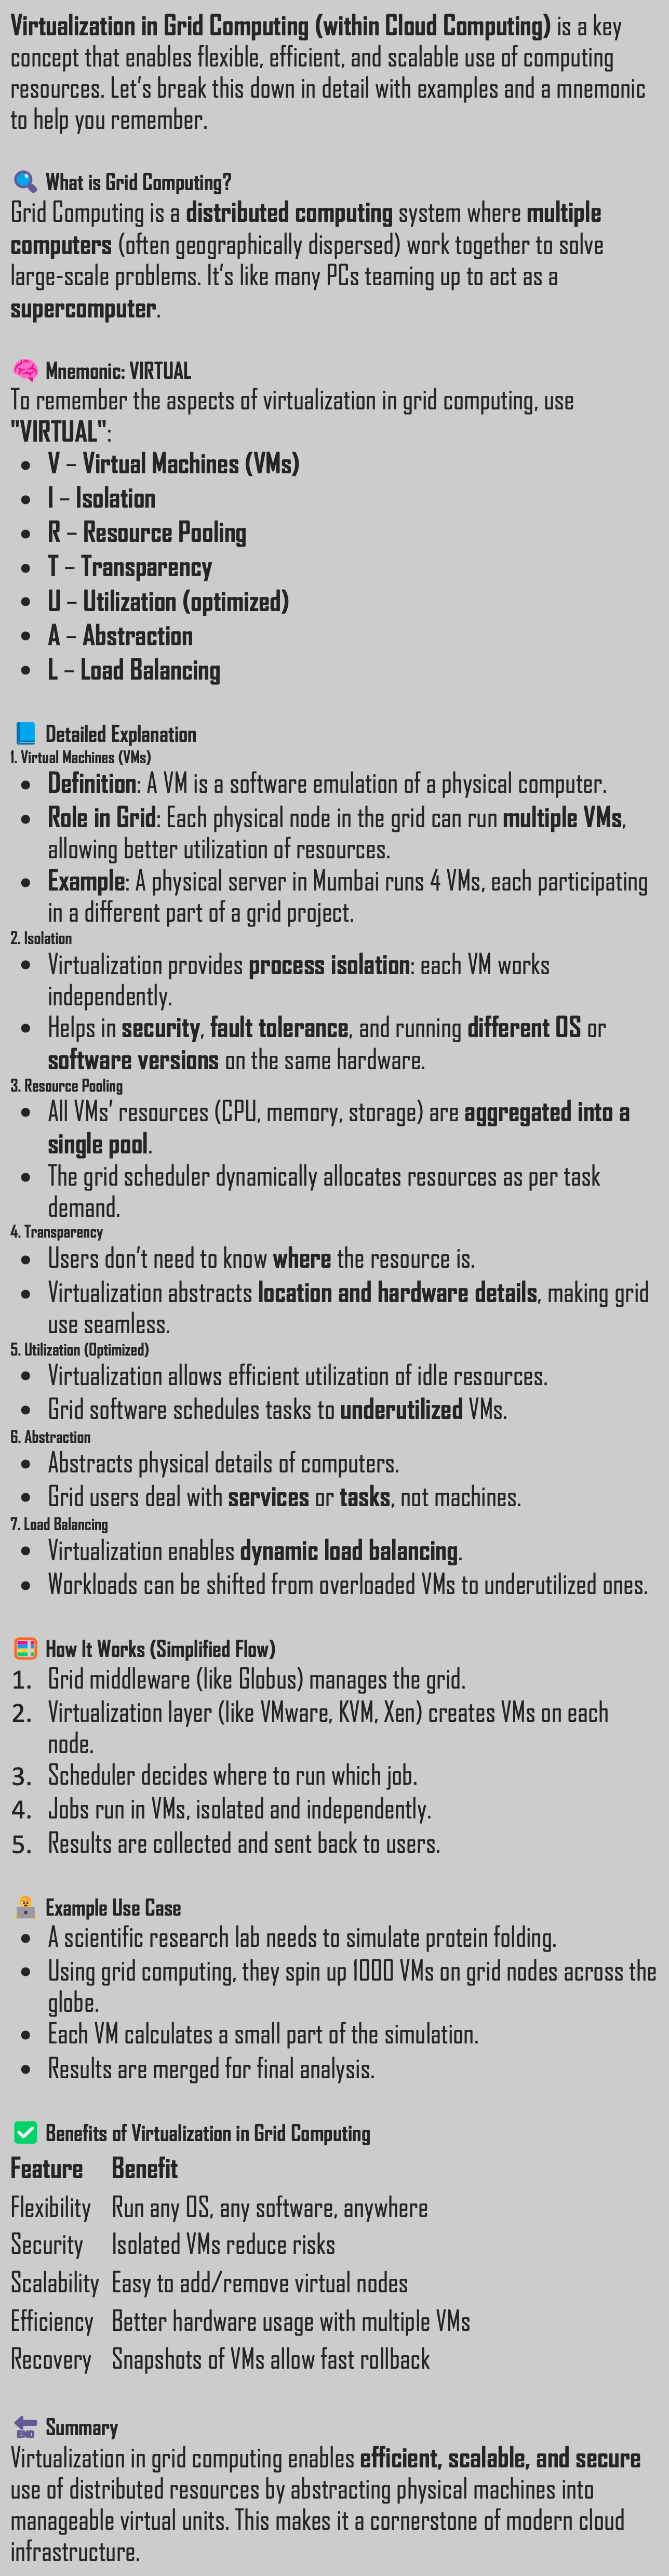 Virtualization in Grid Computing (within Cloud Computing) is a key
concept that enables flexible, efficient, and scalable use of computing
resources. Let's break this down in detail with examples and a mnemonic
to help you remember.
🔍 What is Grid Computing?
Grid Computing is a distributed computing system where multiple
computers (often geographically dispersed) work together to solve
large-scale problems. It's like many PCs teaming up to act as a
supercomputer.
🧠 Mnemonic: VIRTUAL
To remember the aspects of virtualization in grid computing, use
"VIRTUAL":
• V – Virtual Machines (VMs)
• I – Isolation
• R – Resource Pooling
• T – Transparency
• U – Utilization (optimized)
• A – Abstraction
• L – Load Balancing
📘 Detailed Explanation
1. Virtual Machines (VMs)
• Definition: A VM is a software emulation of a physical computer.
• Role in Grid: Each physical node in the grid can run multiple VMs,
allowing better utilization of resources.
• Example: A physical server in Mumbai runs 4 VMs, each participating
in a different part of a grid project.
2. Isolation
• Virtualization provides process isolation: each VM works
independently.
• Helps in security, fault tolerance, and running different OS or
software versions on the same hardware.
3. Resource Pooling
• All VMs' resources (CPU, memory, storage) are aggregated into a
single pool.
• The grid scheduler dynamically allocates resources as per task
demand.
4. Transparency
• Users don't need to know where the resource is.
• Virtualization abstracts location and hardware details, making grid
use seamless.
5. Utilization (Optimized)
• Virtualization allows efficient utilization of idle resources.
• Grid software schedules tasks to underutilized VMs.
6. Abstraction
• Abstracts physical details of computers.
• Grid users deal with services or tasks, not machines.
7. Load Balancing
• Virtualization enables dynamic load balancing.
• Workloads can be shifted from overloaded VMs to underutilized ones.
🧮 How It Works (Simplified Flow)
1. Grid middleware (like Globus) manages the grid.
2. Virtualization layer (like VMware, KVM, Xen) creates VMs on each
node.
3. Scheduler decides where to run which job.
4. Jobs run in VMs, isolated and independently.
5. Results are collected and sent back to users.
🧑‍💻 Example Use Case
• A scientific research lab needs to simulate protein folding.
• Using grid computing, they spin up 1000 VMs on grid nodes across the
globe.
• Each VM calculates a small part of the simulation.
• Results are merged for final analysis.
✅ Benefits of Virtualization in Grid Computing
Feature Benefit
Flexibility Run any OS, any software, anywhere
Security Isolated VMs reduce risks
Scalability Easy to add/remove virtual nodes
Efficiency Better hardware usage with multiple VMs
Recovery Snapshots of VMs allow fast rollback
🔚 Summary
Virtualization in grid computing enables efficient, scalable, and secure
use of distributed resources by abstracting physical machines into
manageable virtual units. This makes it a cornerstone of modern cloud
infrastructure.